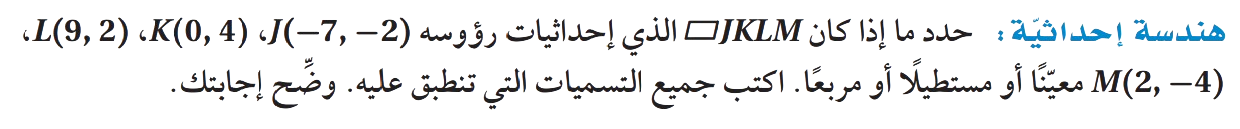 هندسة إحداثيّة : حدد ما إذا كان ▱JKLM الذي إحداثيات رؤوسه J(−7, −2)، K(0, 4)، L(9, 2)،
M(2, −4) معيّنًا أو مستطيلًا أو مربعًا. اكتب جميع التسميات التي تنطبق عليه. وضِّح إجابتك.